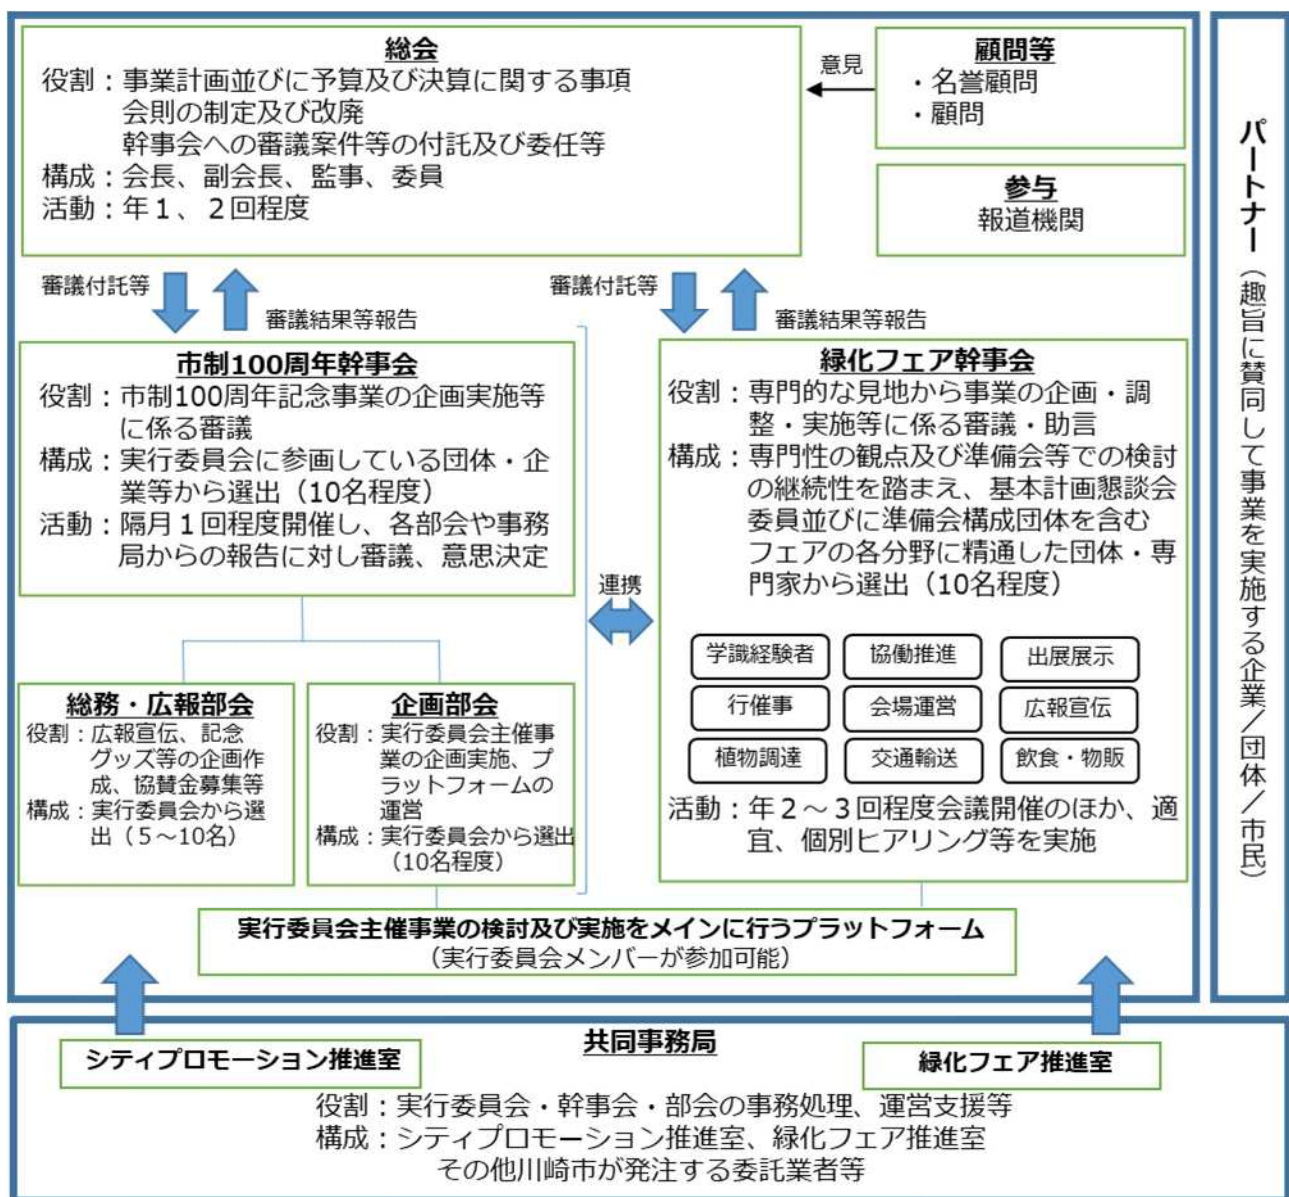 総会
役割：事業計画並びに予算及び決算に関する事項
会則の制定及び改廃
幹事会への審議案件等の付託及び委任等
構成：会長、副会長、監事、委員
活動：年１、２回程度
意見
顧問等
・名誉顧問
・顧問
参与
報道機関
審議付託等
審議結果等報告
審議付託等
審議結果等報告
市制100周年幹事会
役割：市制100周年記念事業の企画実施等
に係る審議
構成：実行委員会に参画している団体・企
業等から選出（10名程度）
活動：隔月１回程度開催し、各部会や事務
局からの報告に対し審議、意思決定
連携
緑化フェア幹事会
役割：専門的な見地から事業の企画・調
整・実施等に係る審議・助言
構成：専門性の観点及び準備会等での検討
の継続性を踏まえ、基本計画懇談会
委員並びに準備会構成団体を含む
フェアの各分野に精通した団体・専
門家から選出（10名程度）
学識経験者
協働推進
出展展示
行催事
会場運営
広報宣伝
植物調達
交通輸送
飲食・物販
活動：年２～３回程度会議開催のほか、適
宜、個別ヒアリング等を実施
総務・広報部会
役割：広報宣伝、記念
グッズ等の企画作
成、協賛金募集等
構成：実行委員会から選
出（５～10名）
企画部会
役割：実行委員会主催事
業の企画実施、プ
ラットフォームの
運営
構成：実行委員会から選出
（10名程度）
実行委員会主催事業の検討及び実施をメインに行うプラットフォーム
（実行委員会メンバーが参加可能）
パートナー（趣旨に賛同して事業を実施する企業／団体／市民）
共同事務局
シティプロモーション推進室
緑化フェア推進室
役割：実行委員会・幹事会・部会の事務処理、運営支援等
構成：シティプロモーション推進室、緑化フェア推進室
その他川崎市が発注する委託業者等